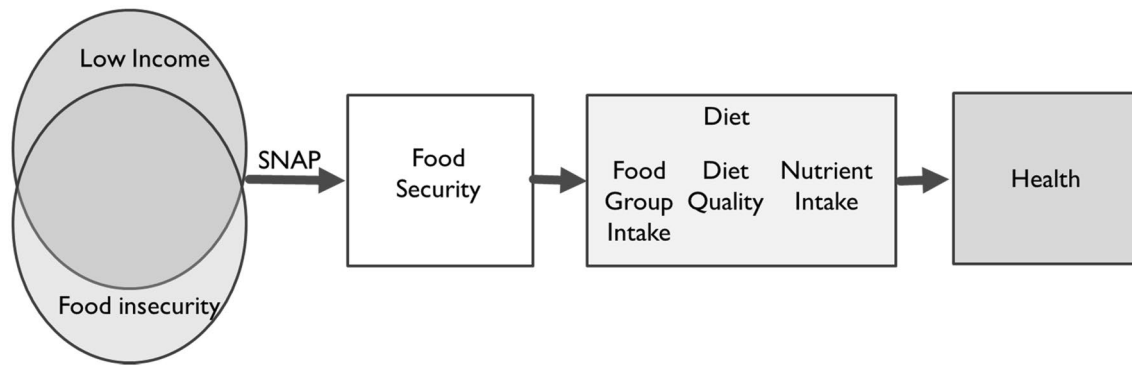 Low Income
Food insecurity
SNAP
Food
Security
Diet
Food
Group
Intake
Diet
Quality
Nutrient
Intake
Health